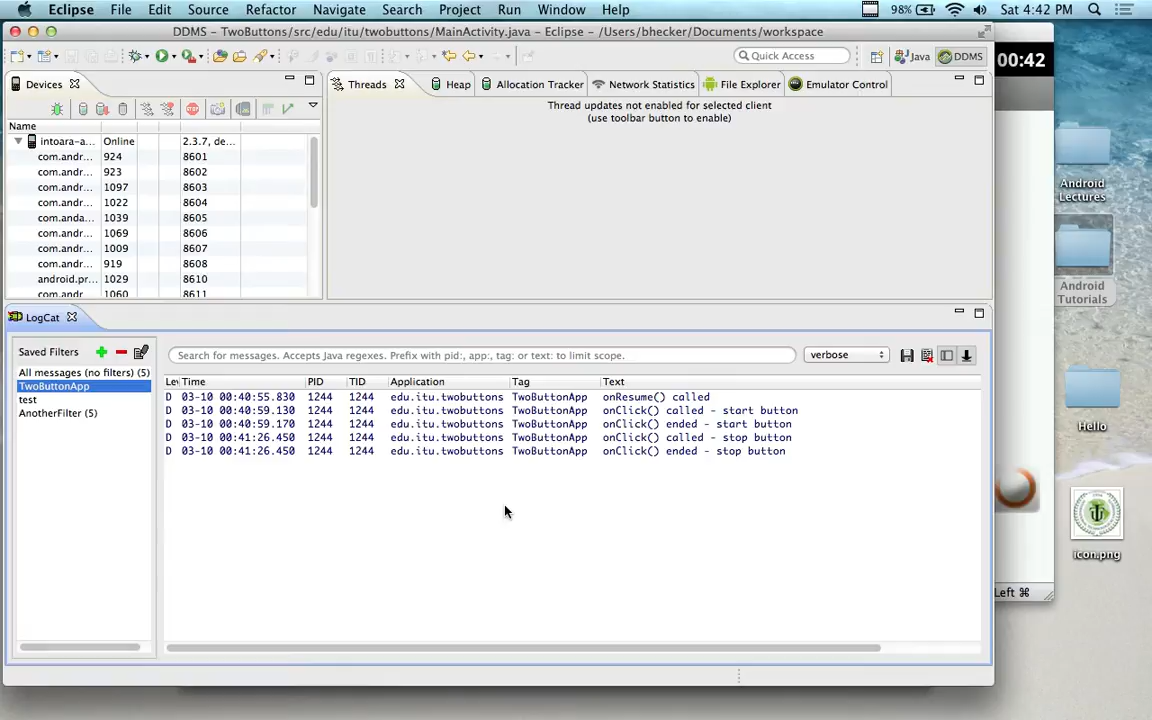 Eclipse File Edit Source Refactor Navigate Search Project Run Window Help 98% Sat 4:42 PM
DDMS - TwoButtons/src/edu/itu/twobuttons/MainActivity.java - Eclipse - /Users/bhecker/Documents/workspace
Quick Access Java DDMS
00:42
Devices
Threads Heap Allocation Tracker Network Statistics File Explorer Emulator Control
Thread updates not enabled for selected client
(use toolbar button to enable)
Name
intoara-a... Online 2.3.7, de...
com.andr... 924 8601
com.andr... 923 8602
com.andr... 1097 8603
com.andr... 1022 8604
com.anda... 1039 8605
com.andr... 1069 8606
com.andr... 1009 8607
com.andr... 919 8608
android.pr... 1029 8610
com.andr 1060 8611
Android
Lectures
Android
Tutorials
Hello
icon.png
Left ⌘
LogCat
Saved Filters
All messages (no filters) (5)
TwoButtonApp
test
AnotherFilter (5)
Search for messages. Accepts Java regexes. Prefix with pid:, app:, tag: or text: to limit scope. verbose
Lev Time PID TID Application Tag Text
D 03-10 00:40:55.830 1244 1244 edu.itu.twobuttons TwoButtonApp onResume() called
D 03-10 00:40:59.130 1244 1244 edu.itu.twobuttons TwoButtonApp onClick() called - start button
D 03-10 00:40:59.170 1244 1244 edu.itu.twobuttons TwoButtonApp onClick() ended - start button
D 03-10 00:41:26.450 1244 1244 edu.itu.twobuttons TwoButtonApp onClick() called - stop button
D 03-10 00:41:26.450 1244 1244 edu.itu.twobuttons TwoButtonApp onClick() ended - stop button